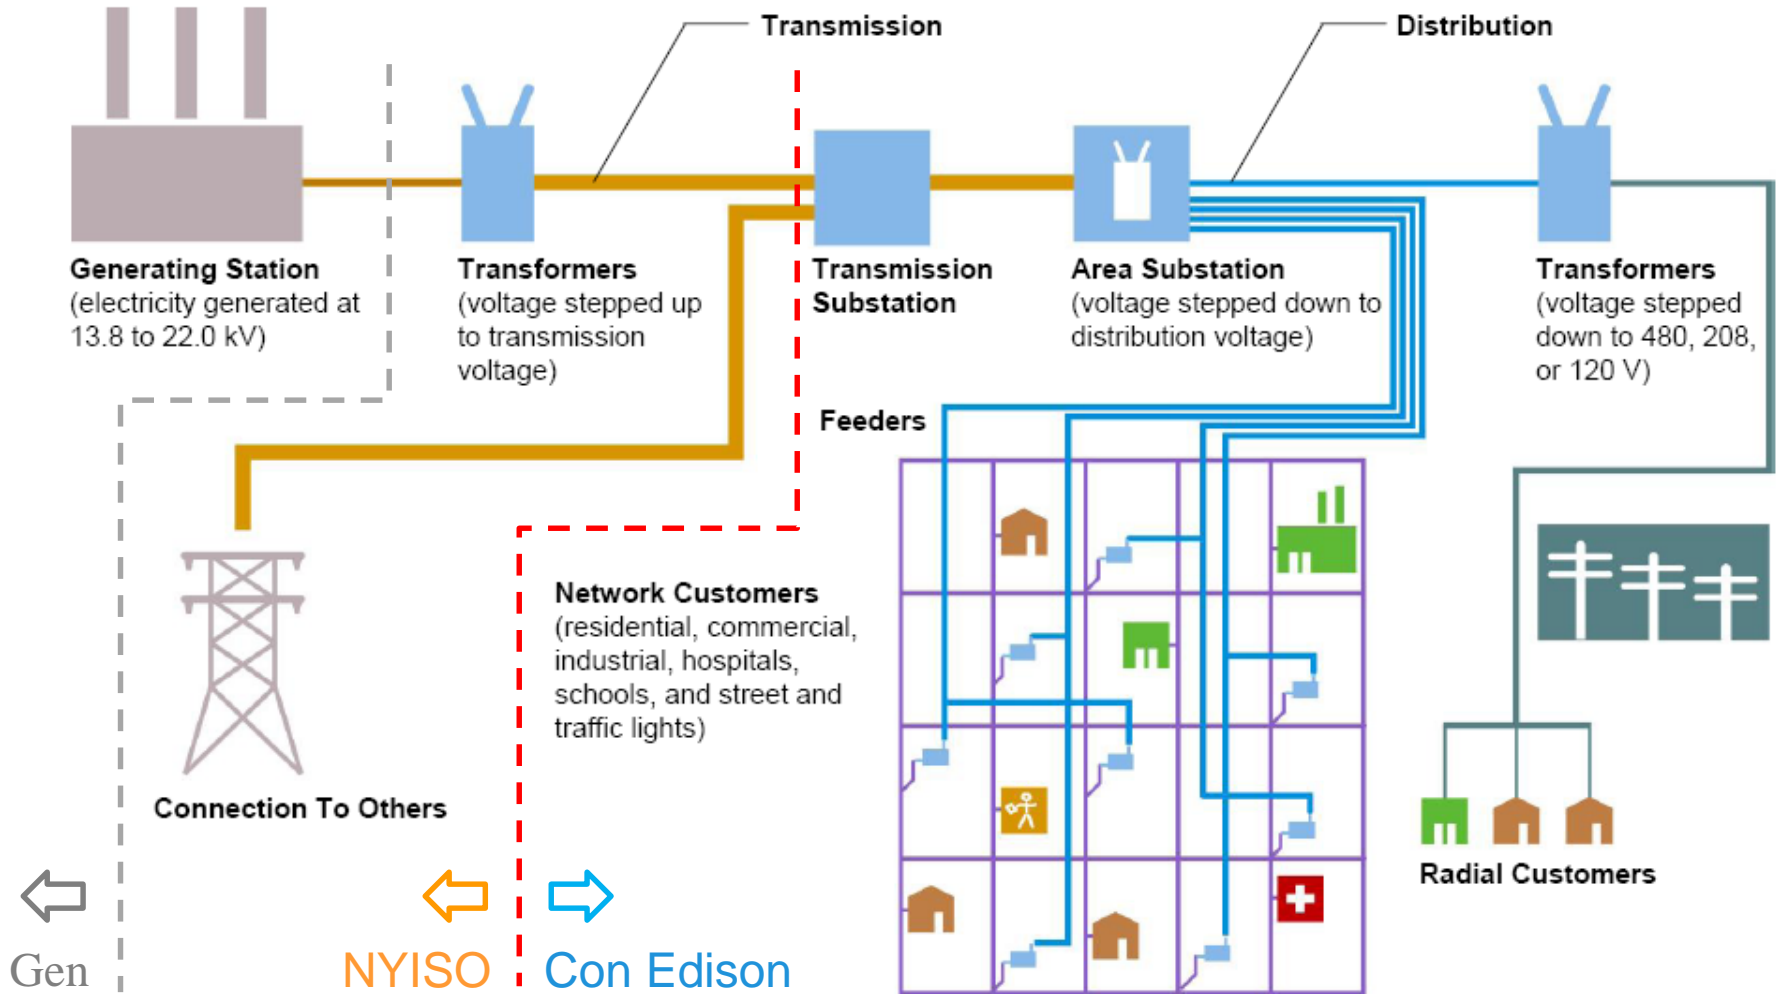 Transmission
Distribution
Generating Station
(electricity generated at
13.8 to 22.0 kV)
Transformers
(voltage stepped up
to transmission
voltage)
Transmission
Substation
Area Substation
(voltage stepped down to
distribution voltage)
Transformers
(voltage stepped
down to 480, 208,
or 120 V)
Feeders
Network Customers
(residential, commercial,
industrial, hospitals,
schools, and street and
traffic lights)
Connection To Others
Radial Customers
Gen
NYISO
Con Edison